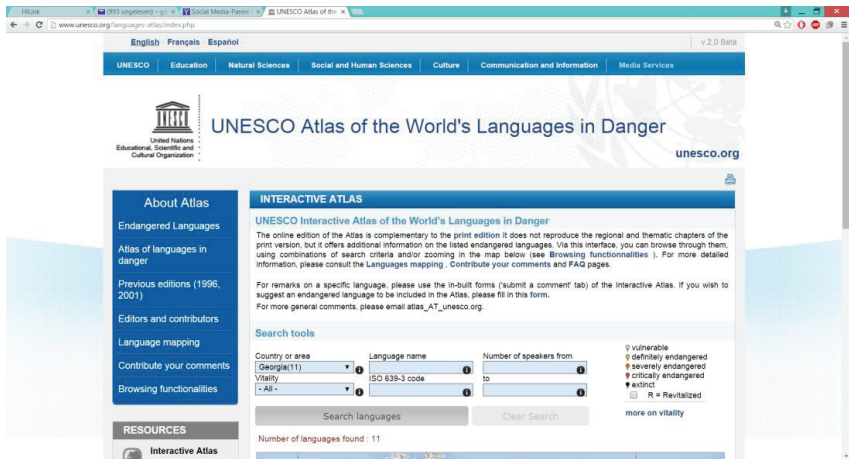 HiLink
(993 ungelesen) – g
Social Media-Panne
UNESCO Atlas of the
www.unesco.org/languages-atlas/index.php
English · Français · Español ·
v.2.0 Beta
UNESCO
Education
Natural Sciences
Social and Human Sciences
Culture
Communication and Information
Media Services
United Nations
Educational, Scientific and
Cultural Organization
UNESCO Atlas of the World's Languages in Danger
unesco.org
About Atlas
Endangered Languages
Atlas of languages in
danger
Previous editions (1996,
2001)
Editors and contributors
Language mapping
Contribute your comments
Browsing functionalities
RESOURCES
Interactive Atlas
INTERACTIVE ATLAS
UNESCO Interactive Atlas of the World's Languages in Danger
The online edition of the Atlas is complementary to the print edition It does not reproduce the regional and thematic chapters of the
print version, but it offers additional information on the listed endangered languages. Via this interface, you can browse through them,
using combinations of search criteria and/or zooming in the map below (see Browsing functionnalities ). For more detailed
information, please consult the Languages mapping , Contribute your comments and FAQ pages.
For remarks on a specific language, please use the in-built forms ('submit a comment' tab) of the Interactive Atlas. If you wish to
suggest an endangered language to be included in the Atlas, please fill in this form.
For more general comments, please email atlas_AT_unesco.org.
Search tools
Country or area
Language name
Number of speakers from
Georgia(11)
Vitality
ISO 639-3 code
to
- All -
vulnerable
definitely endangered
severely endangered
critically endangered
extinct
R = Revitalized
more on vitality
Search languages
Clear Search
Number of languages found : 11